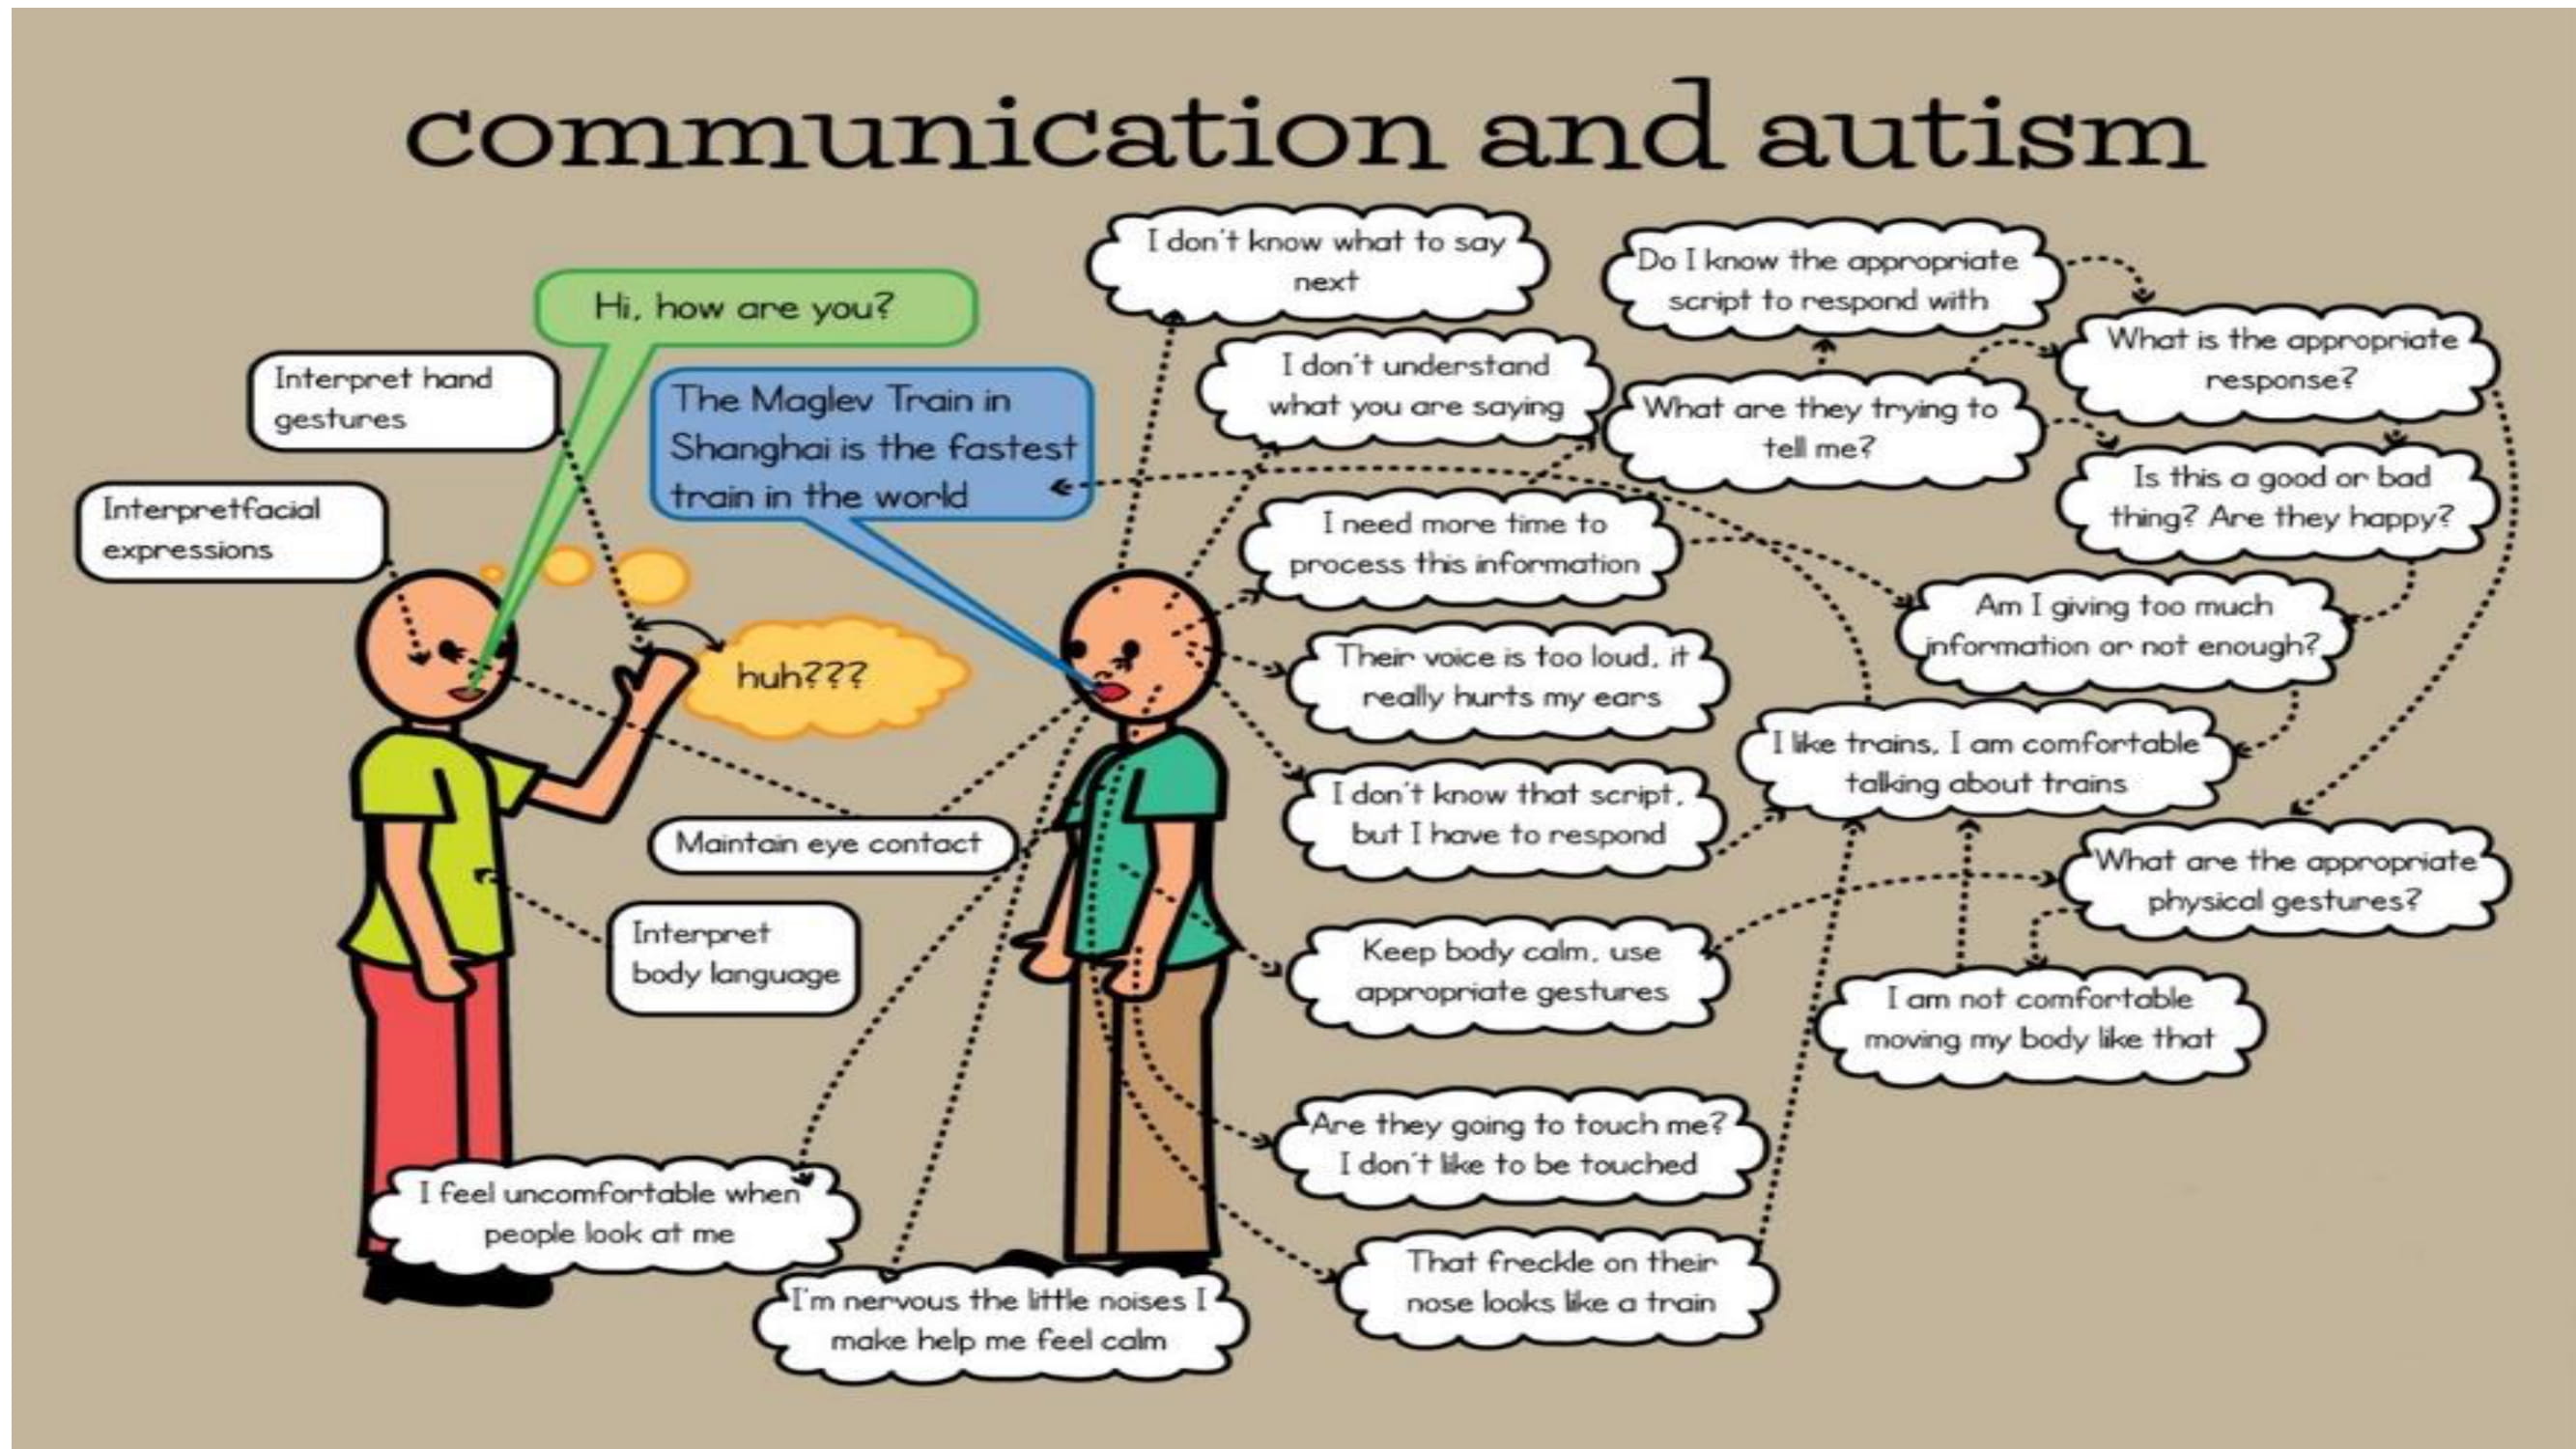 communication and autism
Hi, how are you?
Interpret hand
gestures
The Maglev Train in
Shanghai is the fastest
train in the world
Interpretfacial
expressions
huh???
Maintain eye contact
Interpret
body language
I feel uncomfortable when
people look at me
I'm nervous the little noises I
make help me feel calm
I don't know what to say
next
I don't understand
what you are saying
I need more time to
process this information
Their voice is too loud, it
really hurts my ears
I don't know that script,
but I have to respond
Keep body calm, use
appropriate gestures
Are they going to touch me?
I don't like to be touched
That freckle on their
nose looks like a train
Do I know the appropriate
script to respond with
What are they trying to
tell me?
What is the appropriate
response?
Is this a good or bad
thing? Are they happy?
Am I giving too much
information or not enough?
I like trains, I am comfortable
talking about trains
What are the appropriate
physical gestures?
I am not comfortable
moving my body like that